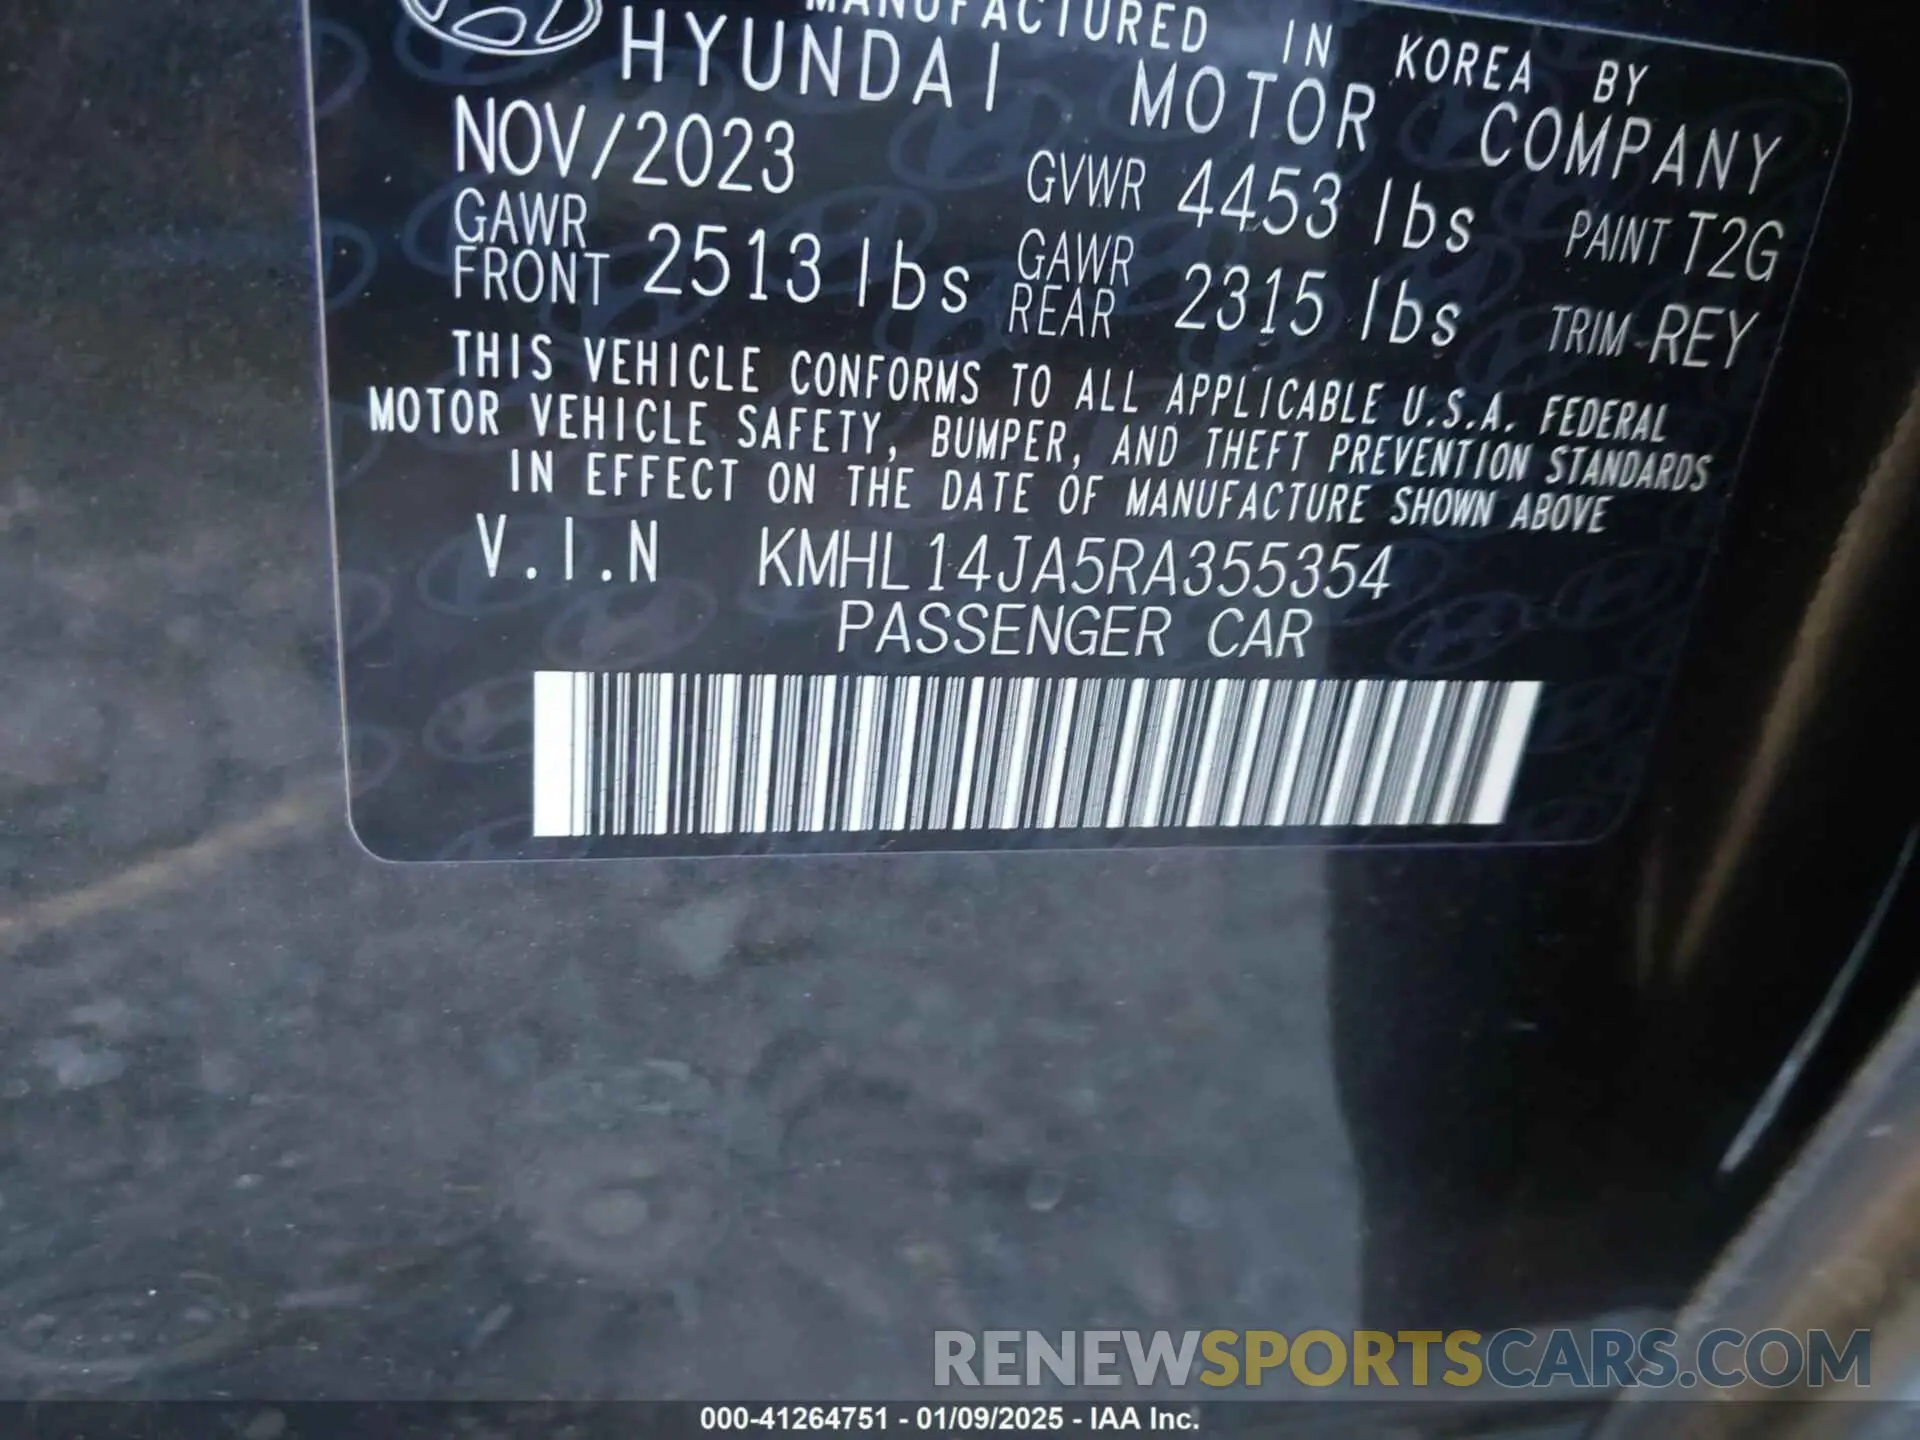 MANUFACTURED IN KOREA BY
HYUNDAI MOTOR COMPANY
NOV/2023 GVWR 4453 lbs PAINT T2G
GAWR FRONT 2513 lbs GAWR REAR 2315 lbs TRIM-REY
THIS VEHICLE CONFORMS TO ALL APPLICABLE U.S.A. FEDERAL
MOTOR VEHICLE SAFETY, BUMPER, AND THEFT PREVENTION STANDARDS
IN EFFECT ON THE DATE OF MANUFACTURE SHOWN ABOVE
V.I.N KMHL14JA5RA355354
PASSENGER CAR
RENEWSPORTSCARS.COM
000-41264751 - 01/09/2025 - IAA Inc.